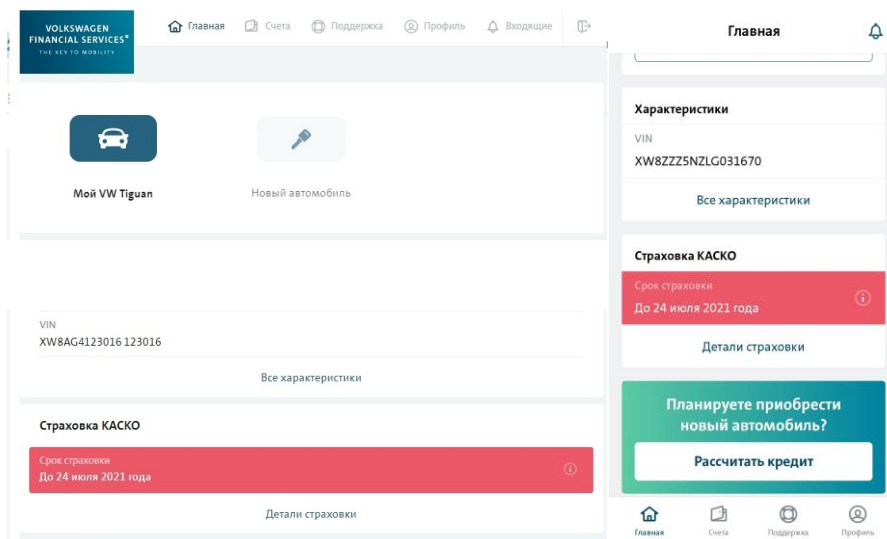 VOLKSWAGEN
FINANCIAL SERVICES*
THE KEY TO MOBILITY
Главная
Счета
Поддержка
Профиль
Входящие
Мой VW Tiguan
Новый автомобиль
VIN
XW8AG4123016 123016
Все характеристики
Страховка КАСКО
Срок страховки
До 24 июля 2021 года
Детали страховки
Главная
Характеристики
VIN
XW8ZZZ5NZLG031670
Все характеристики
Страховка КАСКО
Срок страховки
До 24 июля 2021 года
Детали страховки
Планируете приобрести
новый автомобиль?
Рассчитать кредит
Главная
Счета
Поддержка
Профиль